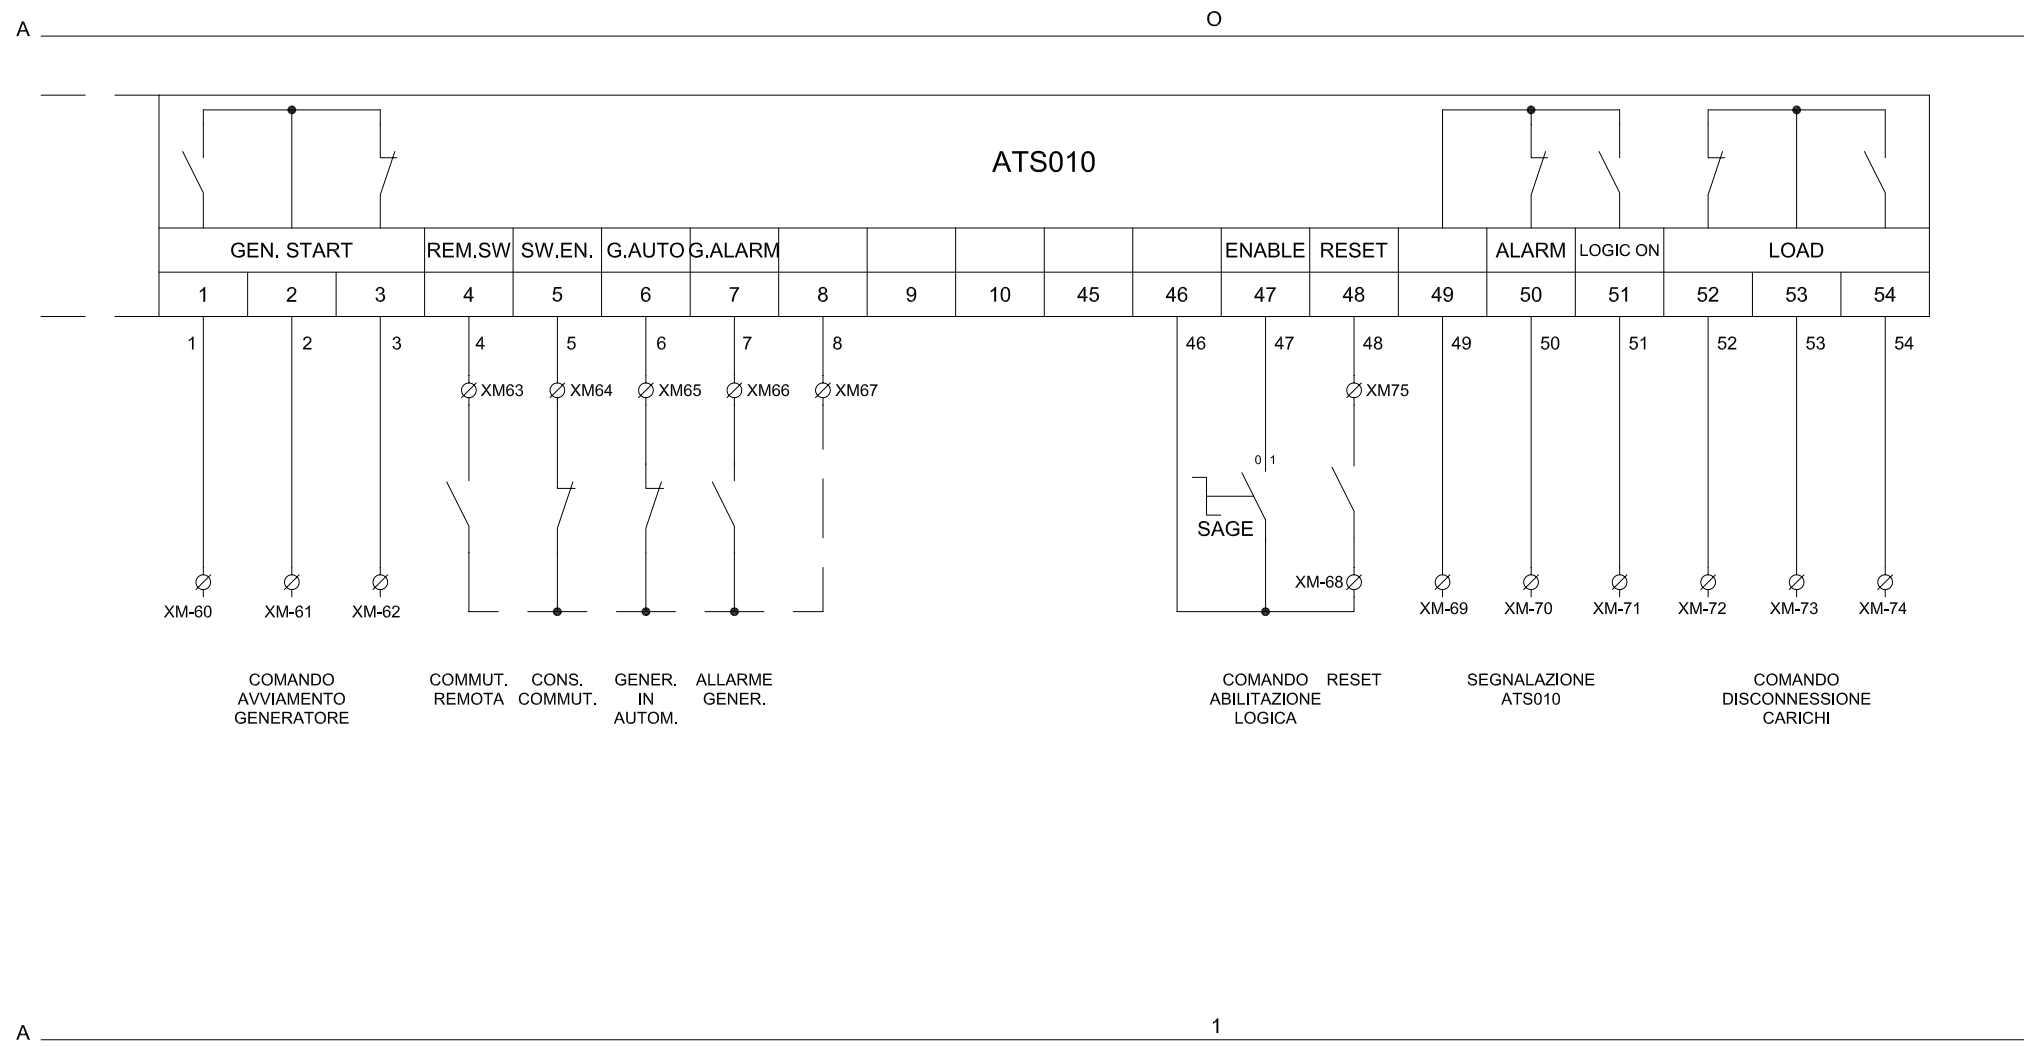 O
A
ATS010
GEN. START REM.SW SW.EN. G.AUTO G.ALARM ENABLE RESET ALARM LOGIC ON LOAD
1 2 3 4 5 6 7 8 9 10 45 46 47 48 49 50 51 52 53 54
1 2 3 4 5 6 7 8 46 47 48 49 50 51 52 53 54
XM63 XM64 XM65 XM66 XM67 XM75
0 1
SAGE
XM-68
XM-60 XM-61 XM-62 XM-69 XM-70 XM-71 XM-72 XM-73 XM-74
COMANDO
AVVIAMENTO
GENERATORE
COMMUT.
REMOTA
CONS.
COMMUT.
GENER.
IN
AUTOM.
ALLARME
GENER.
COMANDO
ABILITAZIONE
LOGICA
RESET
SEGNALAZIONE
ATS010
COMANDO
DISCONNESSIONE
CARICHI
A
1